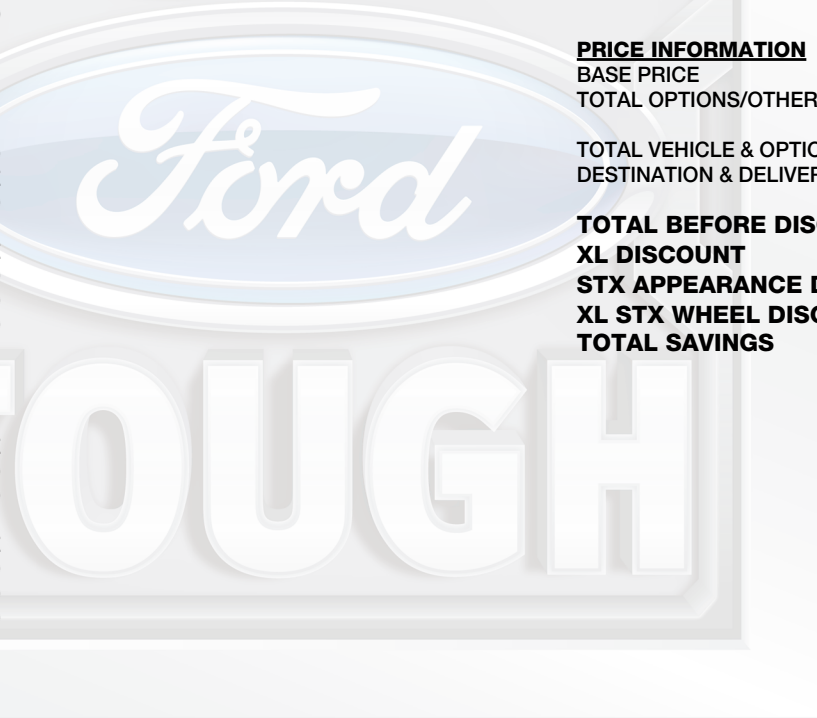 Ford
TOUGH
PRICE INFORMATION
BASE PRICE
TOTAL OPTIONS/OTHER
TOTAL VEHICLE & OPTIO
DESTINATION & DELIVER
TOTAL BEFORE DIS
XL DISCOUNT
STX APPEARANCE D
XL STX WHEEL DISC
TOTAL SAVINGS